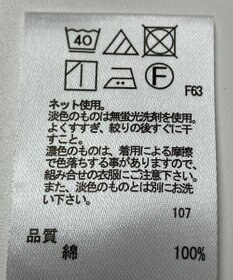 40
F
F63
ネット使用。
淡色のものは無蛍光洗剤を使用。
よくすすぎ、絞りの後すぐに干
すこと。
濃色のものは、着用による摩擦
で色落ちする事がありますので、
組み合せの衣服にご注意下さい。
また、淡色のものとは別にお洗
い下さい。
107
品質
綿 100%